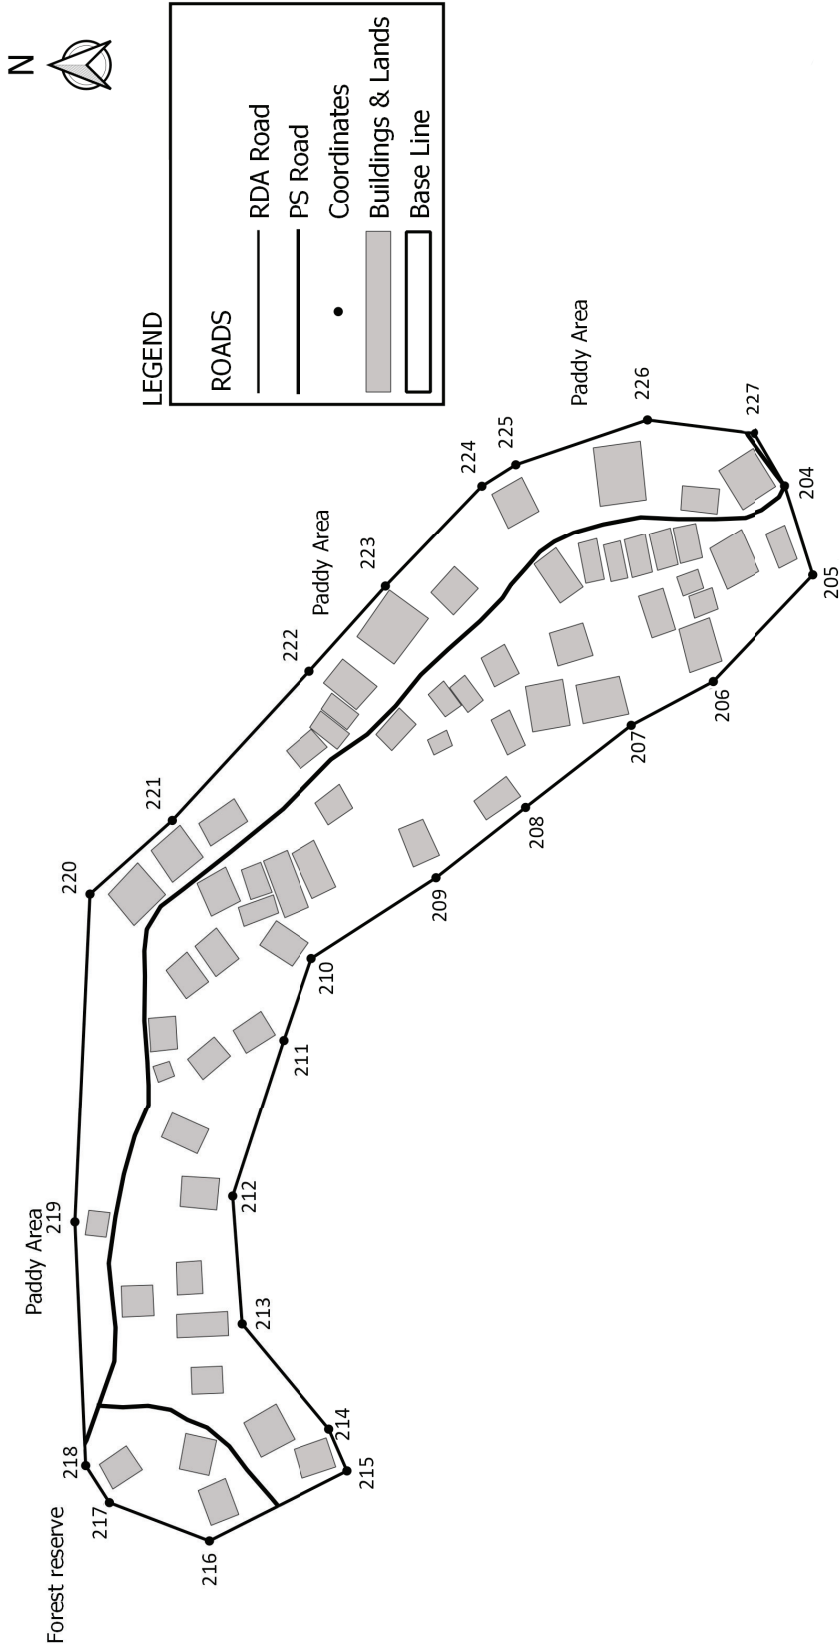 N
LEGEND
ROADS
RDA Road
PS Road
Coordinates
Buildings & Lands
Base Line
Forest reserve
Paddy Area
Paddy Area
Paddy Area
204
205
206
207
208
209
210
211
212
213
214
215
216
217
218
219
220
221
222
223
224
225
226
227